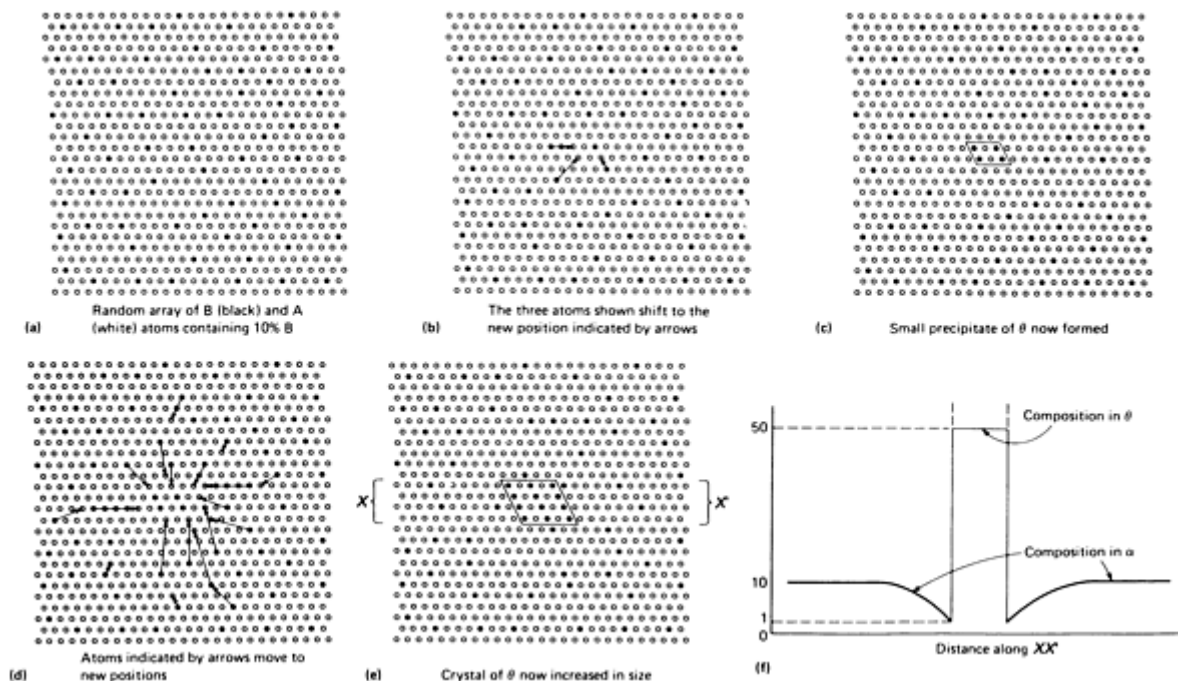 Random array of B (black) and A
(a) (white) atoms containing 10% B
The three atoms shown shift to the
(b) new position indicated by arrows
(c) Small precipitate of θ now formed
Atoms indicated by arrows move to
(d) new positions
X
X'
(e) Crystal of θ now increased in size
50
10
1
0
Composition in θ
Composition in α
Distance along XX'
(f)